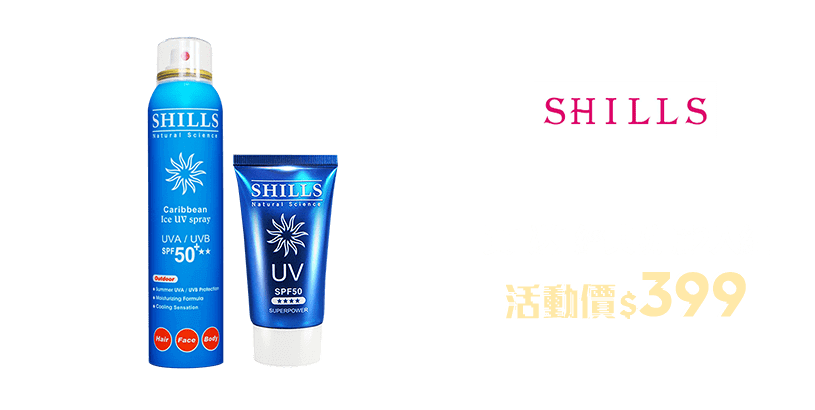 SHILLS
Natural Science
Caribbean
Ice UV spray
UVA / UVB
SPF50+★★
Outdoor
Summer UVA / UVB Protection
Moisturizing Formula
Cooling Sensation
Hair Face Body
SHILLS
Natural Science
UV
SPF50
★★★★
SUPERPOWER
SHILLS
活動價$399